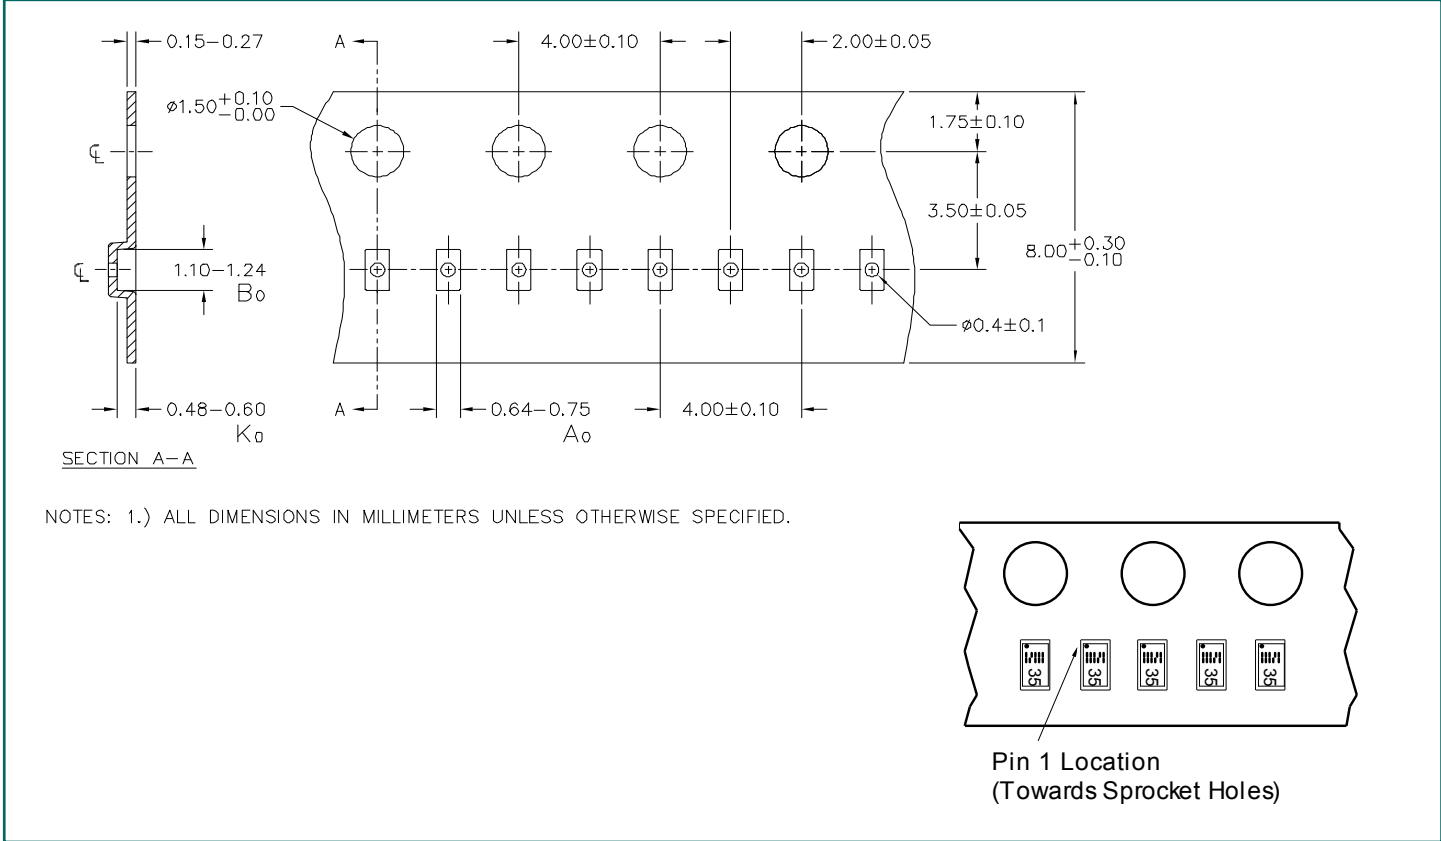 0.15–0.27
A
4.00±0.10
2.00±0.05
ø1.50+0.10
−0.00
1.75±0.10
℄
3.50±0.05
8.00+0.30
−0.10
℄
1.10–1.24
B0
ø0.4±0.1
0.48–0.60
K0
A
0.64–0.75
A0
4.00±0.10
SECTION A–A
NOTES: 1.) ALL DIMENSIONS IN MILLIMETERS UNLESS OTHERWISE SPECIFIED.
35
35
35
35
35
Pin 1 Location
(Towards Sprocket Holes)